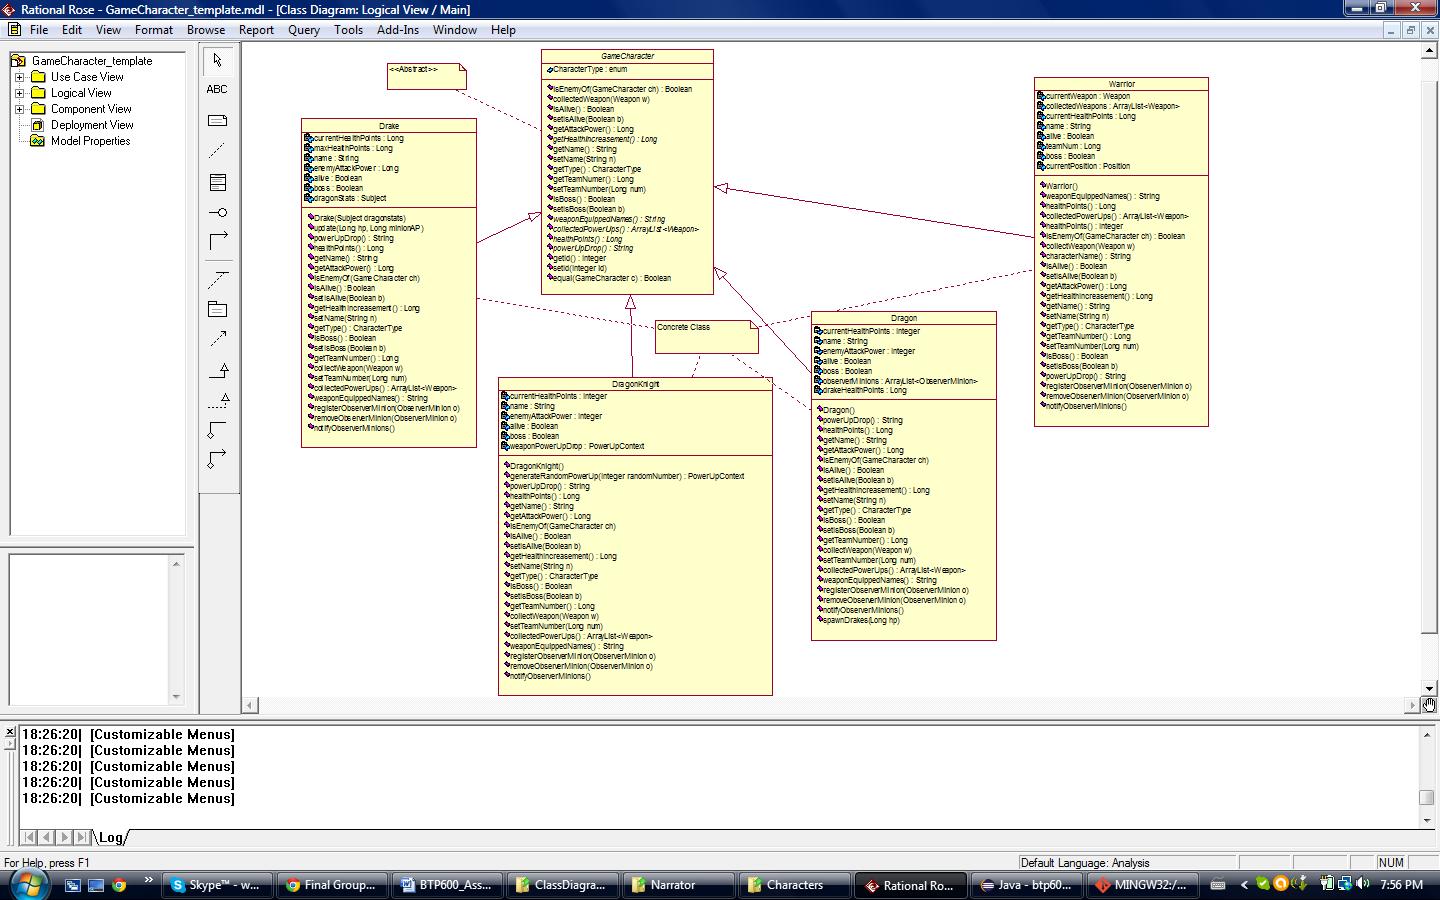 Rational Rose - GameCharacter_template.mdl - [Class Diagram: Logical View / Main]
File Edit View Format Browse Report Query Tools Add-Ins Window Help
GameCharacter_template
Use Case View
Logical View
Component View
Deployment View
Model Properties
ABC
<<Abstract>>
GameCharacter
CharacterType : enum
isEnemyOf(GameCharacter ch) : Boolean
collectedWeapon(Weapon w)
isAlive() : Boolean
setisAlive(Boolean b)
getAttackPower() : Long
getHealthIncreasement() : Long
getName() : String
setName(String n)
getType() : CharacterType
getTeamNumer() : Long
setTeamNumber(Long num)
isBoss() : Boolean
setisBoss(Boolean b)
weaponEquippedNames() : String
collectedPowerUps() : ArrayList<Weapon>
healthPoints() : Long
powerUpDrop() : String
getid() : Integer
setid(Integer id)
equal(GameCharacter c) : Boolean
Drake
currentHealthPoints : Long
maxHealthPoints : Long
name : String
enemyAttackPower : Long
alive : Boolean
boss : Boolean
dragonStats : Subject
Drake(Subject dragonstats)
update(Long hp, Long minionAP)
powerUpDrop() : String
healthPoints() : Long
getName() : String
getAttackPower() : Long
isEnemyOf(GameCharacter ch)
isAlive() : Boolean
setisAlive(Boolean b)
getHealthIncreasement() : Long
setName(String n)
getType() : CharacterType
isBoss() : Boolean
setisBoss(Boolean b)
getTeamNumber() : Long
collectWeapon(Weapon w)
setTeamNumber(Long num)
collectedPowerUps() : ArrayList<Weapon>
weaponEquippedNames() : String
registerObserverMinion(ObserverMinion o)
removeObserverMinion(ObserverMinion o)
notifyObserverMinions()
Warrior
currentWeapon : Weapon
collectedWeapons : ArrayList<Weapon>
currentHealthPoints : Long
name : String
alive : Boolean
teamNum : Long
boss : Boolean
currentPosition : Position
Warrior()
weaponEquippedNames() : String
healthPoints() : Long
collectedPowerUps() : ArrayList<Weapon>
healthPoints() : Integer
isEnemyOf(GameCharacter ch) : Boolean
collectWeapon(Weapon w)
characterName() : String
isAlive() : Boolean
setisAlive(Boolean b)
getAttackPower() : Long
getHealthIncreasement() : Long
getName() : String
setName(String n)
getType() : CharacterType
getTeamNumber() : Long
setTeamNumber(Long num)
isBoss() : Boolean
setisBoss(Boolean b)
powerUpDrop() : String
registerObserverMinion(ObserverMinion o)
removeObserverMinion(ObserverMinion o)
notifyObserverMinions()
Concrete Class
DragonKnight
currentHealthPoints : Integer
name : String
enemyAttackPower : Integer
alive : Boolean
boss : Boolean
weaponPowerUpDrop : PowerUpContext
DragonKnight()
generateRandomPowerUp(Integer randomNumber) : PowerUpContext
powerUpDrop() : String
healthPoints() : Long
getName() : String
getAttackPower() : Long
isEnemyOf(GameCharacter ch)
isAlive() : Boolean
setisAlive(Boolean b)
getHealthIncreasement() : Long
setName(String n)
getType() : CharacterType
isBoss() : Boolean
setisBoss(Boolean b)
getTeamNumber() : Long
collectWeapon(Weapon w)
setTeamNumber(Long num)
collectedPowerUps() : ArrayList<Weapon>
weaponEquippedNames() : String
registerObserverMinion(ObserverMinion o)
removeObserverMinion(ObserverMinion o)
notifyObserverMinions()
Dragon
currentHealthPoints : Integer
name : String
enemyAttackPower : Integer
alive : Boolean
boss : Boolean
observerMinions : ArrayList<ObserverMinion>
drakeHealthPoints : Long
Dragon()
powerUpDrop() : String
healthPoints() : Long
getName() : String
getAttackPower() : Long
isEnemyOf(GameCharacter ch)
isAlive() : Boolean
setisAlive(Boolean b)
getHealthIncreasement() : Long
setName(String n)
getType() : CharacterType
isBoss() : Boolean
setisBoss(Boolean b)
getTeamNumber() : Long
collectWeapon(Weapon w)
setTeamNumber(Long num)
collectedPowerUps() : ArrayList<Weapon>
weaponEquippedNames() : String
registerObserverMinion(ObserverMinion o)
removeObserverMinion(ObserverMinion o)
notifyObserverMinions()
spawnDrakes(Long hp)
18:26:20| [Customizable Menus]
18:26:20| [Customizable Menus]
18:26:20| [Customizable Menus]
18:26:20| [Customizable Menus]
18:26:20| [Customizable Menus]
Log
For Help, press F1
Default Language: Analysis
NUM
Skype™ - w...
Final Group...
BTP600_Ass...
ClassDiagra...
Narrator
Characters
Rational Ro...
Java - btp60...
MINGW32:/...
7:56 PM